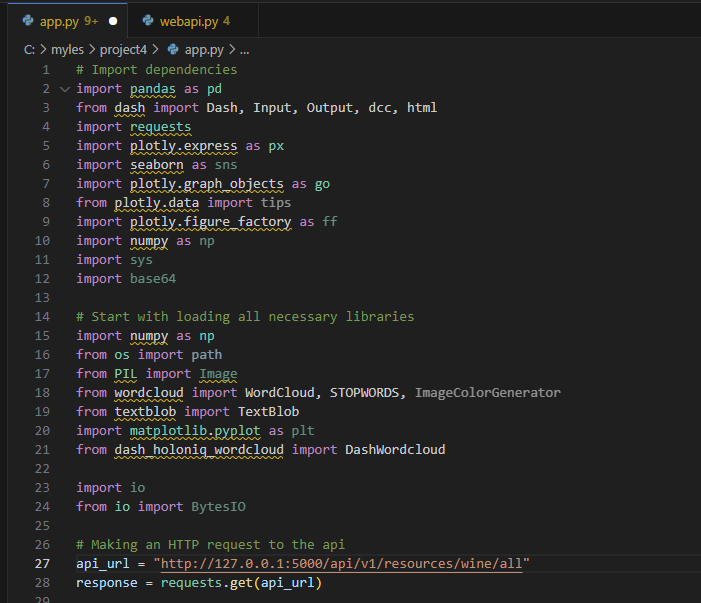 app.py 9+
webapi.py 4
C: > myles > project4 > app.py > ...
1 # Import dependencies
2 import pandas as pd
3 from dash import Dash, Input, Output, dcc, html
4 import requests
5 import plotly.express as px
6 import seaborn as sns
7 import plotly.graph_objects as go
8 from plotly.data import tips
9 import plotly.figure_factory as ff
10 import numpy as np
11 import sys
12 import base64
13
14 # Start with loading all necessary libraries
15 import numpy as np
16 from os import path
17 from PIL import Image
18 from wordcloud import WordCloud, STOPWORDS, ImageColorGenerator
19 from textblob import TextBlob
20 import matplotlib.pyplot as plt
21 from dash_holoniq_wordcloud import DashWordcloud
22
23 import io
24 from io import BytesIO
25
26 # Making an HTTP request to the api
27 api_url = "http://127.0.0.1:5000/api/v1/resources/wine/all"
28 response = requests.get(api_url)
29